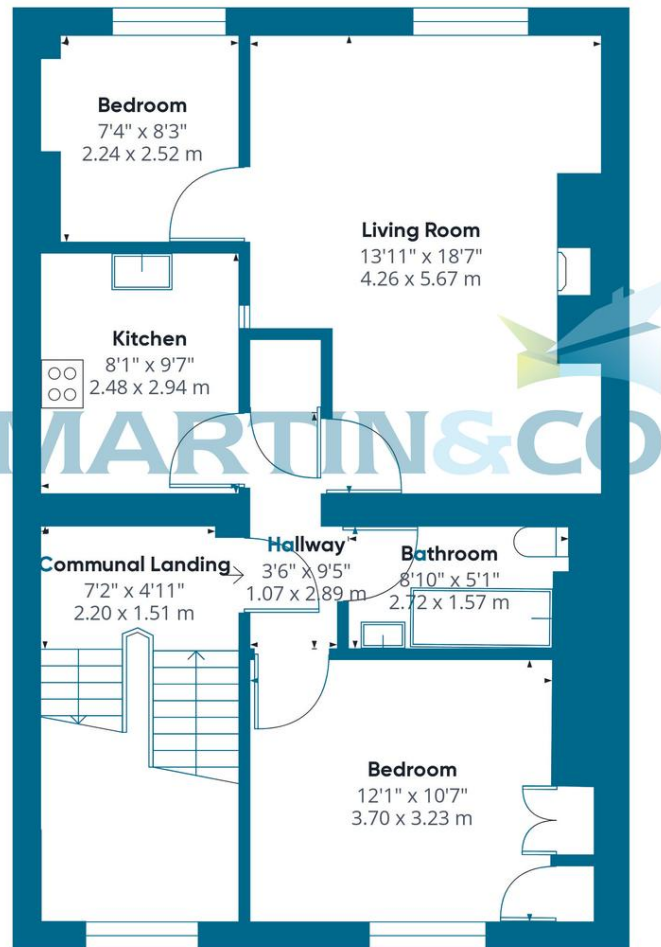 Bedroom
7'4" x 8'3"
2.24 x 2.52 m
Living Room
13'11" x 18'7"
4.26 x 5.67 m
Kitchen
8'1" x 9'7"
2.48 x 2.94 m
MARTIN&CO
Communal Landing
7'2" x 4'11"
2.20 x 1.51 m
Hallway
3'6" x 9'5"
1.07 x 2.89 m
Bathroom
8'10" x 5'1"
2.72 x 1.57 m
Bedroom
12'1" x 10'7"
3.70 x 3.23 m